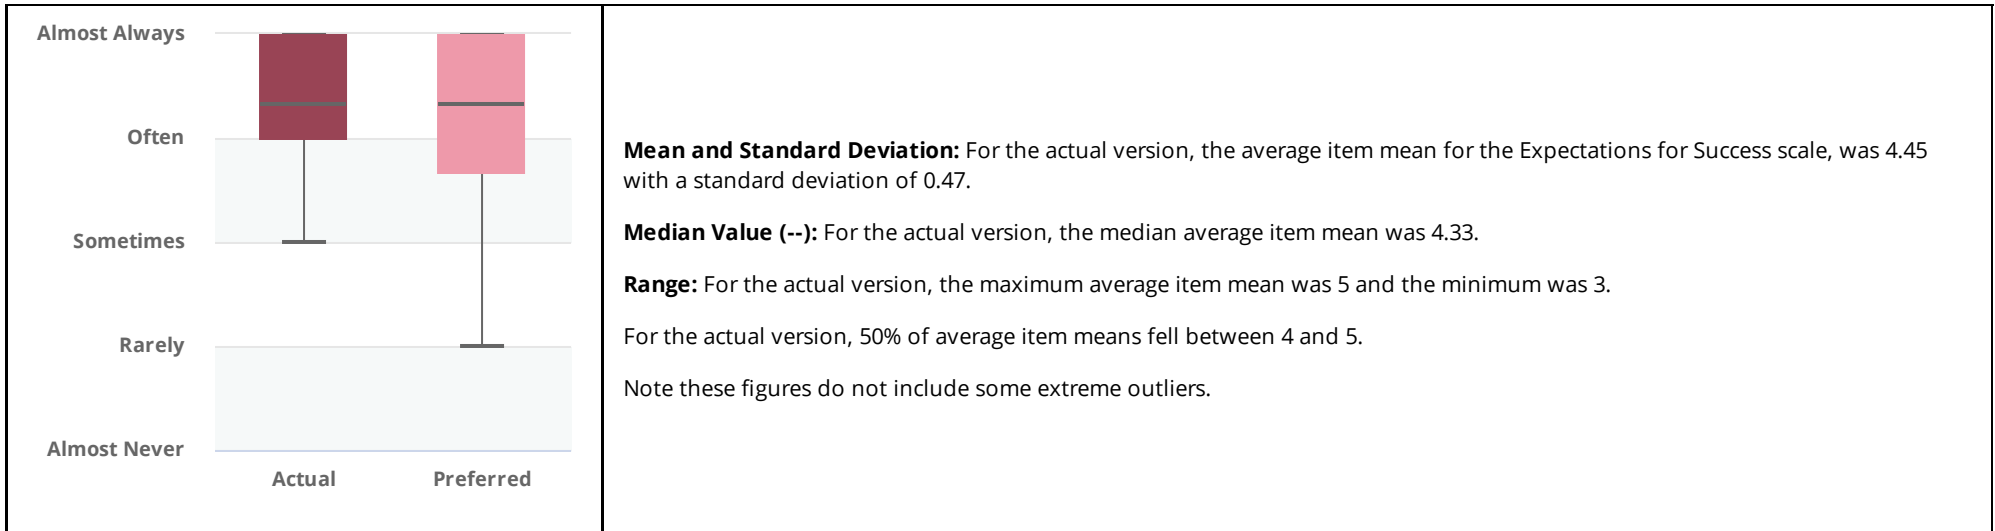 Almost Always
Often
Sometimes
Rarely
Almost Never
Actual
Preferred
Mean and Standard Deviation: For the actual version, the average item mean for the Expectations for Success scale, was 4.45
with a standard deviation of 0.47.
Median Value (--): For the actual version, the median average item mean was 4.33.
Range: For the actual version, the maximum average item mean was 5 and the minimum was 3.
For the actual version, 50% of average item means fell between 4 and 5.
Note these figures do not include some extreme outliers.